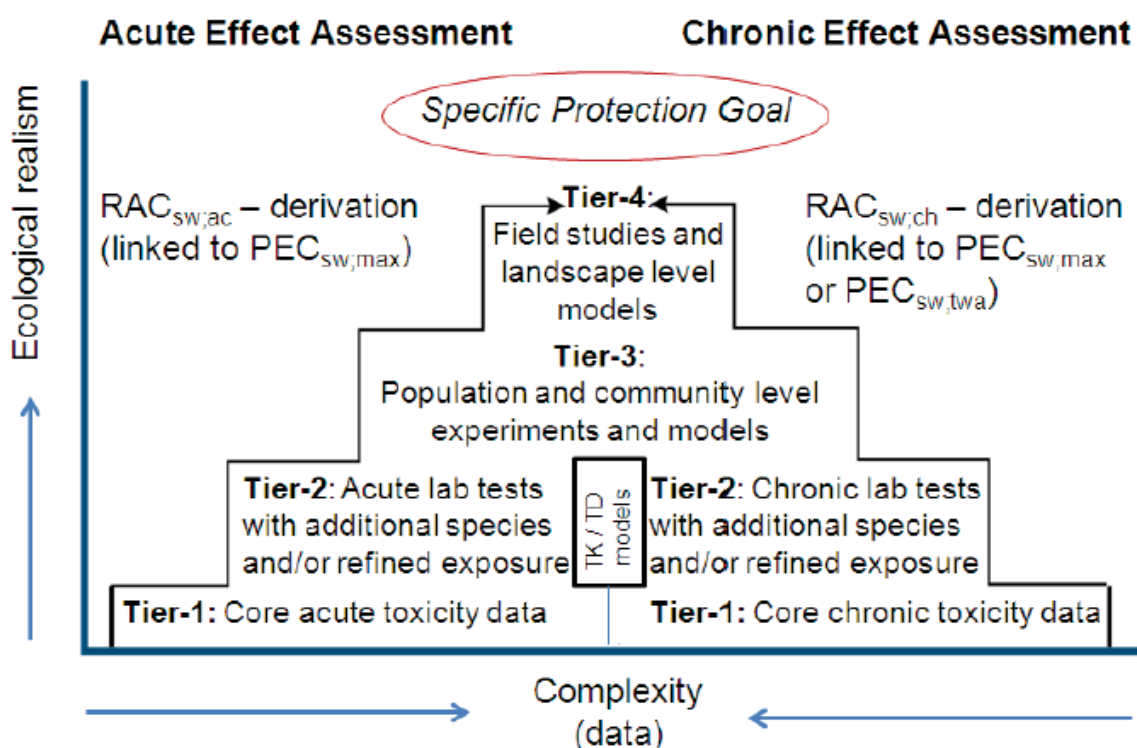 Acute Effect Assessment
Chronic Effect Assessment
Ecological realism
Specific Protection Goal
RACsw;ac – derivation
(linked to PECsw;max)
RACsw;ch – derivation
(linked to PECsw;max
or PECsw;twa)
Tier-4:
Field studies and
landscape level
models
Tier-3:
Population and community level
experiments and models
Tier-2: Acute lab tests
with additional species
and/or refined exposure
TK / TD
models
Tier-2: Chronic lab tests
with additional species
and/or refined exposure
Tier-1: Core acute toxicity data
Tier-1: Core chronic toxicity data
Complexity
(data)